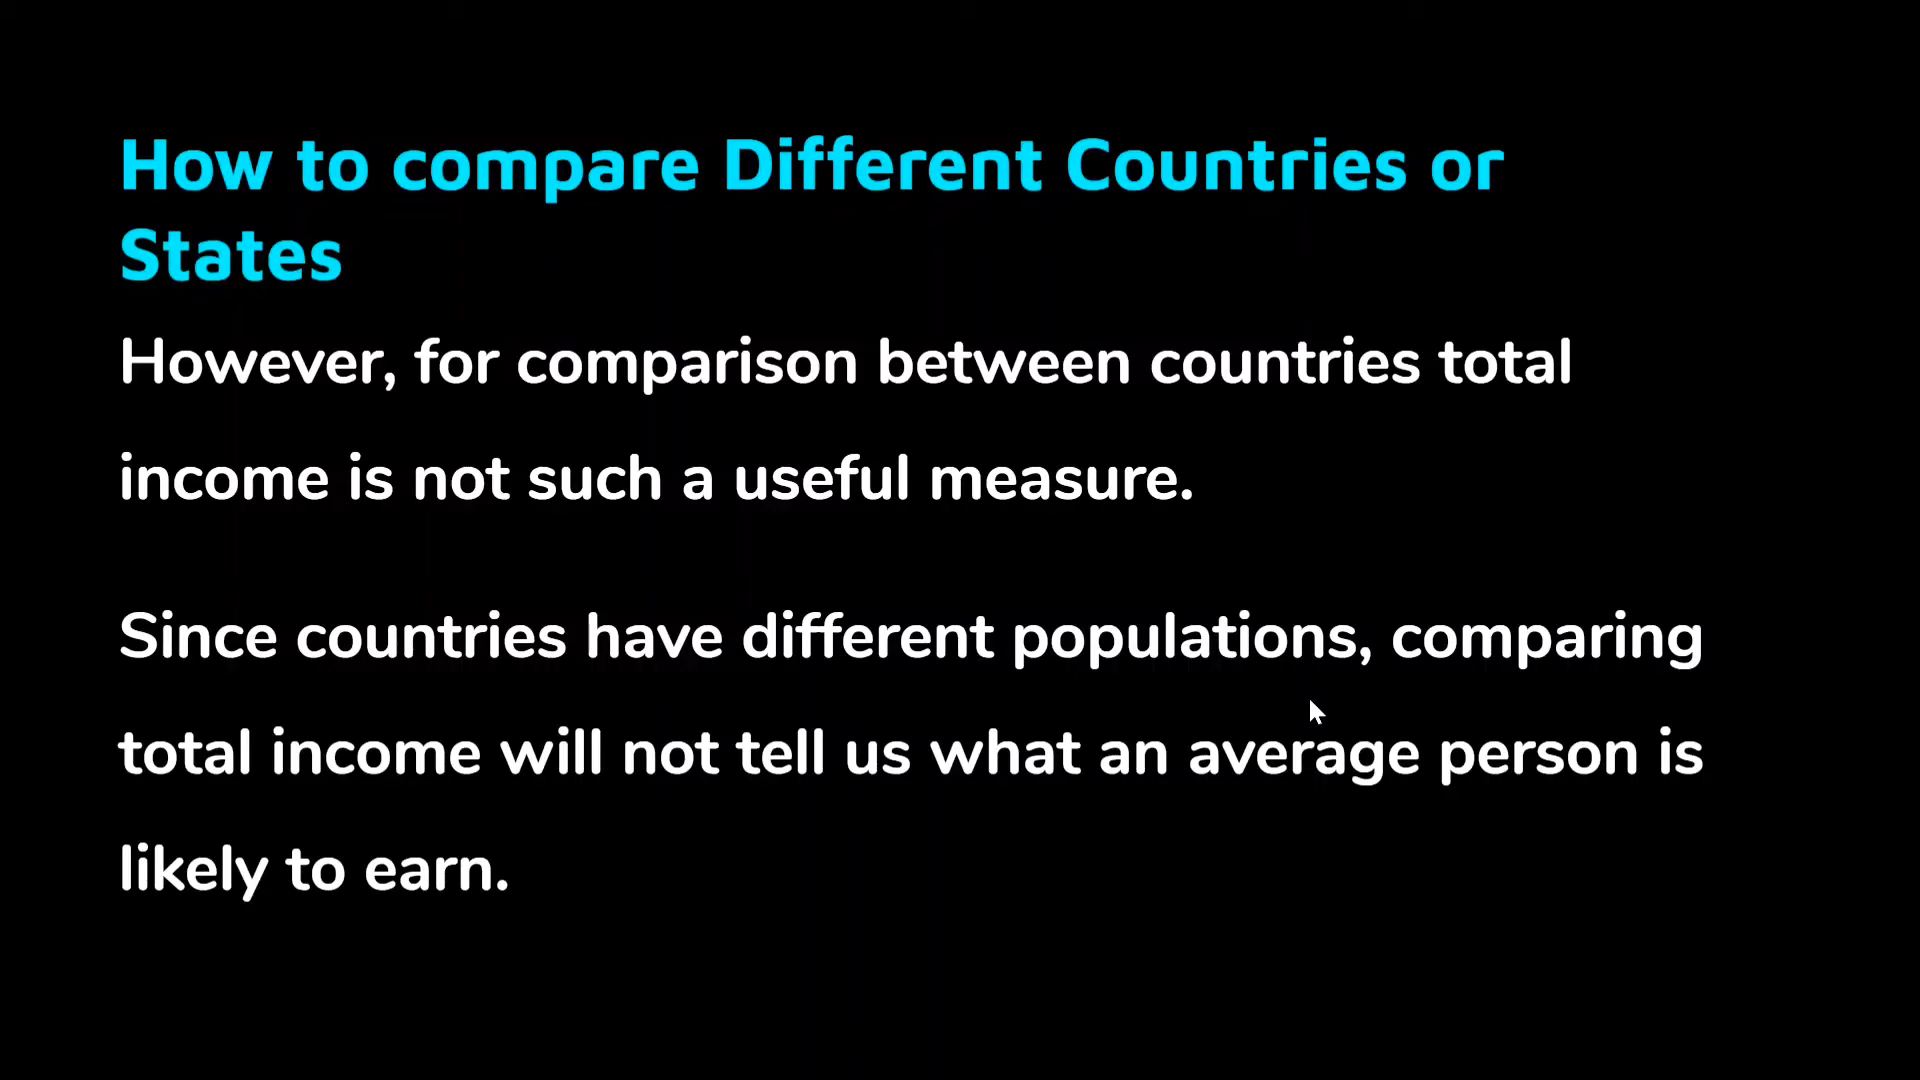 How to compare Different Countries or
States
However, for comparison between countries total
income is not such a useful measure.
Since countries have different populations, comparing
total income will not tell us what an average person is
likely to earn.